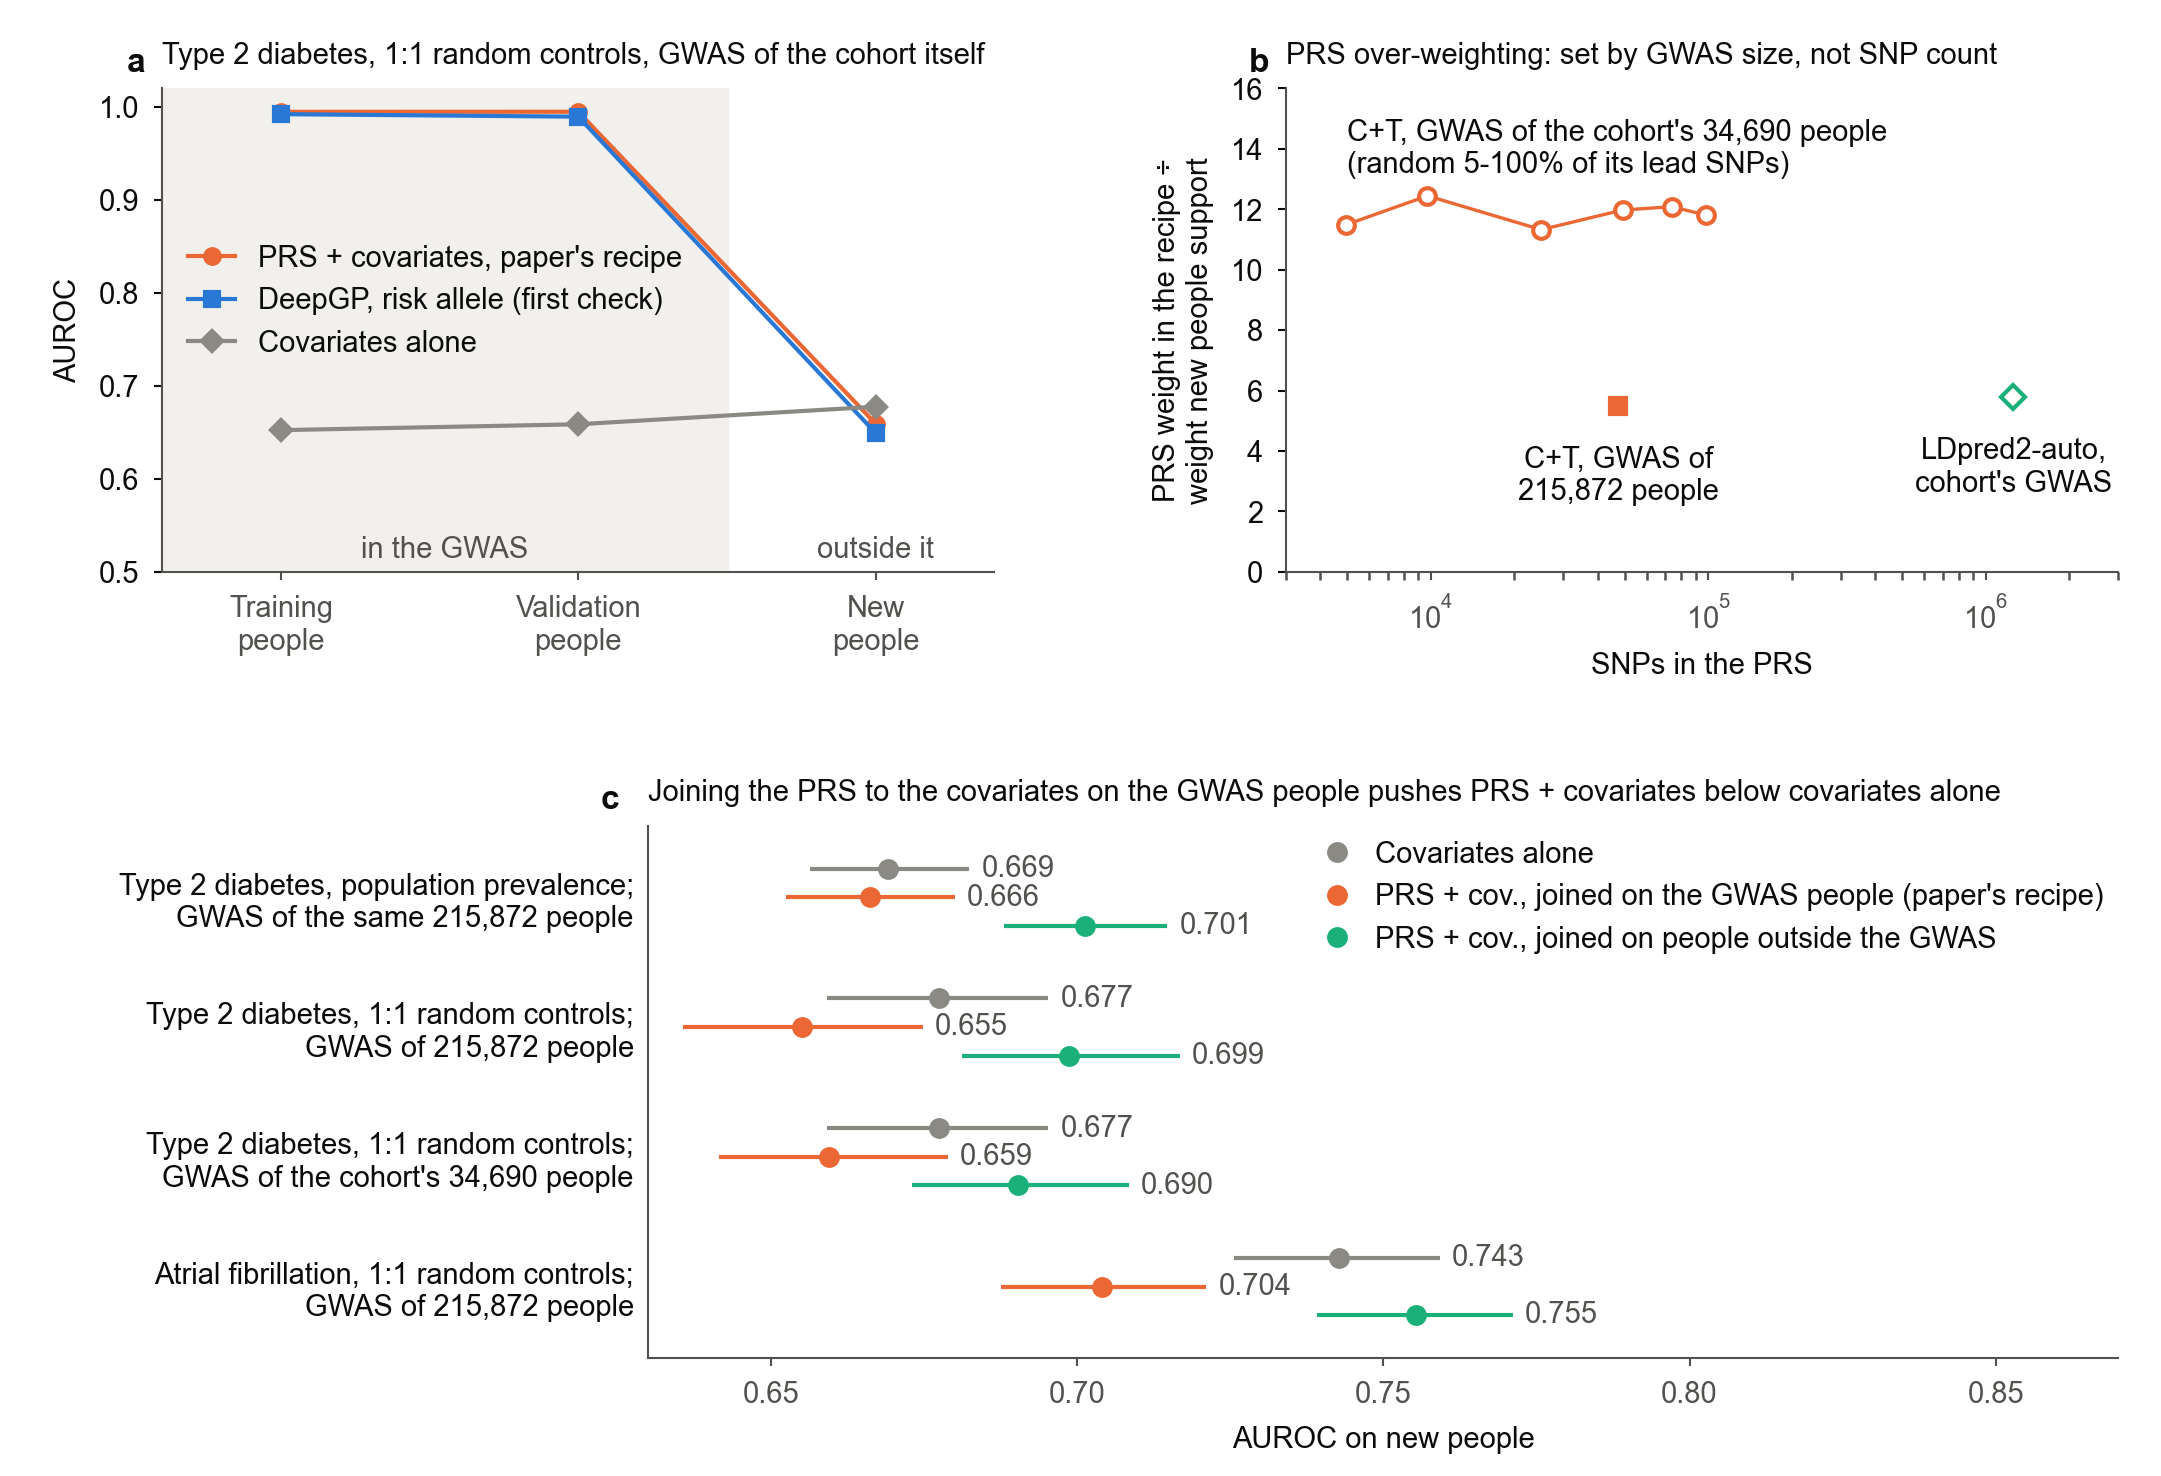 a Type 2 diabetes, 1:1 random controls, GWAS of the cohort itself
1.0
0.9
0.8
0.7
0.6
0.5
AUROC
PRS + covariates, paper's recipe
DeepGP, risk allele (first check)
Covariates alone
in the GWAS
outside it
Training
people
Validation
people
New
people
b PRS over-weighting: set by GWAS size, not SNP count
16
14
12
10
8
6
4
2
0
PRS weight in the recipe ÷
weight new people support
C+T, GWAS of the cohort's 34,690 people
(random 5-100% of its lead SNPs)
C+T, GWAS of
215,872 people
LDpred2-auto,
cohort's GWAS
10^4
10^5
10^6
SNPs in the PRS
c Joining the PRS to the covariates on the GWAS people pushes PRS + covariates below covariates alone
Covariates alone
PRS + cov., joined on the GWAS people (paper's recipe)
PRS + cov., joined on people outside the GWAS
Type 2 diabetes, population prevalence;
GWAS of the same 215,872 people
0.669
0.666
0.701
Type 2 diabetes, 1:1 random controls;
GWAS of 215,872 people
0.677
0.655
0.699
Type 2 diabetes, 1:1 random controls;
GWAS of the cohort's 34,690 people
0.677
0.659
0.690
Atrial fibrillation, 1:1 random controls;
GWAS of 215,872 people
0.743
0.704
0.755
0.65
0.70
0.75
0.80
0.85
AUROC on new people